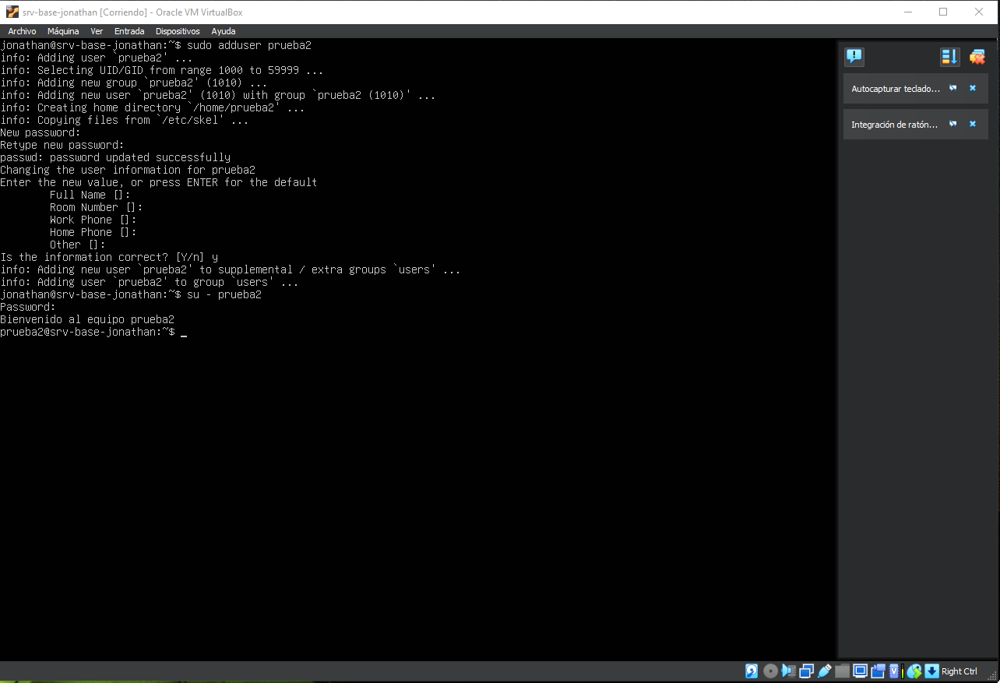 srv-base-jonathan [Corriendo] - Oracle VM VirtualBox
Archivo Máquina Ver Entrada Dispositivos Ayuda
jonathan@srv-base-jonathan:~$ sudo adduser prueba2
info: Adding user `prueba2' ...
info: Selecting UID/GID from range 1000 to 59999 ...
info: Adding new group `prueba2' (1010) ...
info: Adding new user `prueba2' (1010) with group `prueba2 (1010)' ...
info: Creating home directory `/home/prueba2' ...
info: Copying files from `/etc/skel' ...
New password:
Retype new password:
passwd: password updated successfully
Changing the user information for prueba2
Enter the new value, or press ENTER for the default
Full Name []:
Room Number []:
Work Phone []:
Home Phone []:
Other []:
Is the information correct? [Y/n] y
info: Adding new user `prueba2' to supplemental / extra groups `users' ...
info: Adding user `prueba2' to group `users' ...
jonathan@srv-base-jonathan:~$ su - prueba2
Password:
Bienvenido al equipo prueba2
prueba2@srv-base-jonathan:~$ _
Autocapturar teclado...
Integración de ratón...
Right Ctrl